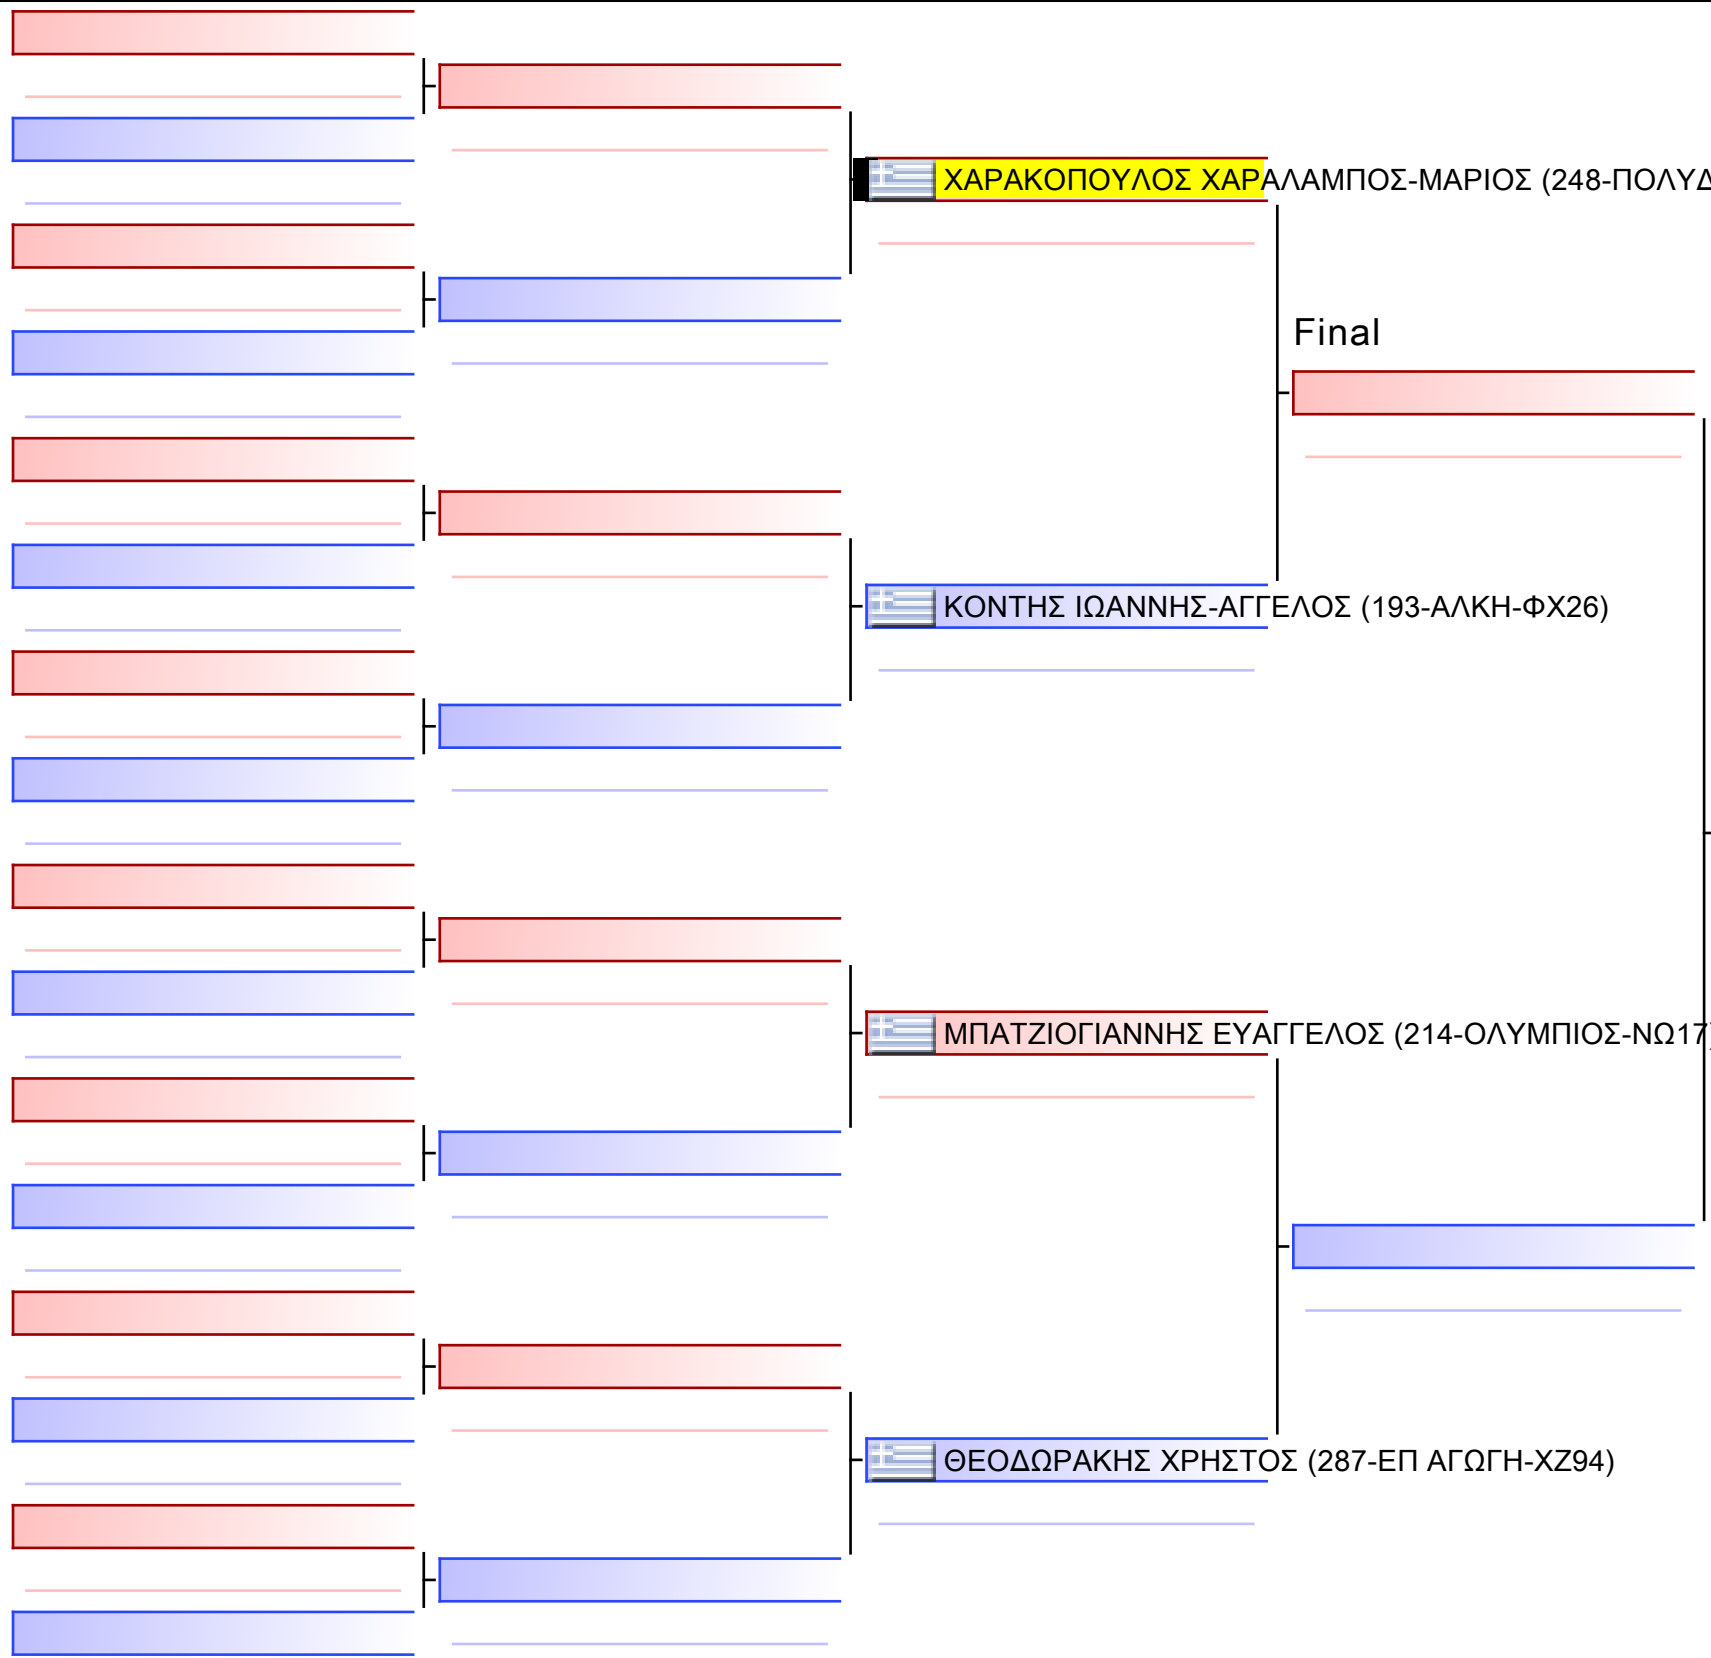 ΧΑΡΑΚΟΠΟΥΛΟΣ ΧΑΡΑΛΑΜΠΟΣ-ΜΑΡΙΟΣ (248-ΠΟΛΥΔ
Final
ΚΟΝΤΗΣ ΙΩΑΝΝΗΣ-ΑΓΓΕΛΟΣ (193-ΑΛΚΗ-ΦΧ26)
ΜΠΑΤΖΙΟΓΙΑΝΝΗΣ ΕΥΑΓΓΕΛΟΣ (214-ΟΛΥΜΠΙΟΣ-ΝΩ17)
ΘΕΟΔΩΡΑΚΗΣ ΧΡΗΣΤΟΣ (287-ΕΠ ΑΓΩΓΗ-ΧΖ94)